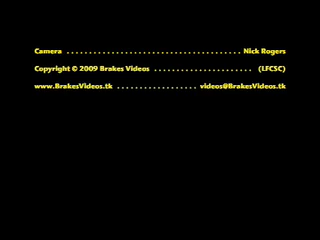 Camera ....................................... Nick Rogers
Copyright © 2009 Brakes Videos ...................... (LFCSC)
www.BrakesVideos.tk .................. videos@BrakesVideos.tk